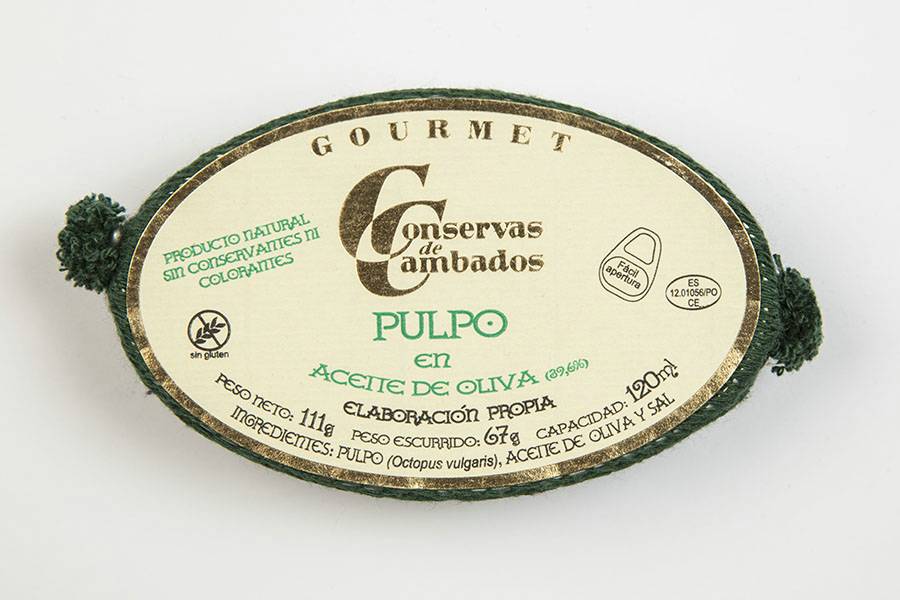 GOURMET
Conservas
de
Cambados
PRODUCTO NATURAL
SIN CONSERVANTES NI
COLORANTES
Fácil
apertura
ES
12.01056/PO
CE
sin gluten
PULPO
EN
ACEITE DE OLIVA (39,6%)
ELABORACIÓN PROPIA
PESO NETO: 111g PESO ESCURRIDO: 67g CAPACIDAD: 120ml
INGREDIENTES: PULPO (Octopus vulgaris), ACEITE DE OLIVA Y SAL